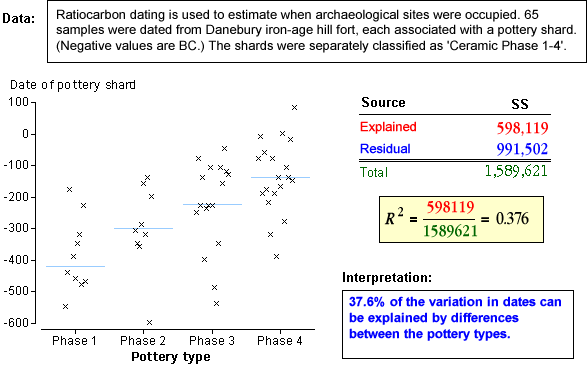 Data:
Ratiocarbon dating is used to estimate when archaeological sites were occupied. 65
samples were dated from Danebury iron-age hill fort, each associated with a pottery shard.
(Negative values are BC.) The shards were separately classified as 'Ceramic Phase 1-4'.
Date of pottery shard
100
0
-100
-200
-300
-400
-500
-600
Phase 1 Phase 2 Phase 3 Phase 4
Pottery type
Source SS
Explained 598,119
Residual 991,502
Total 1,589,621
R² = 598119 / 1589621 = 0.376
Interpretation:
37.6% of the variation in dates can
be explained by differences
between the pottery types.